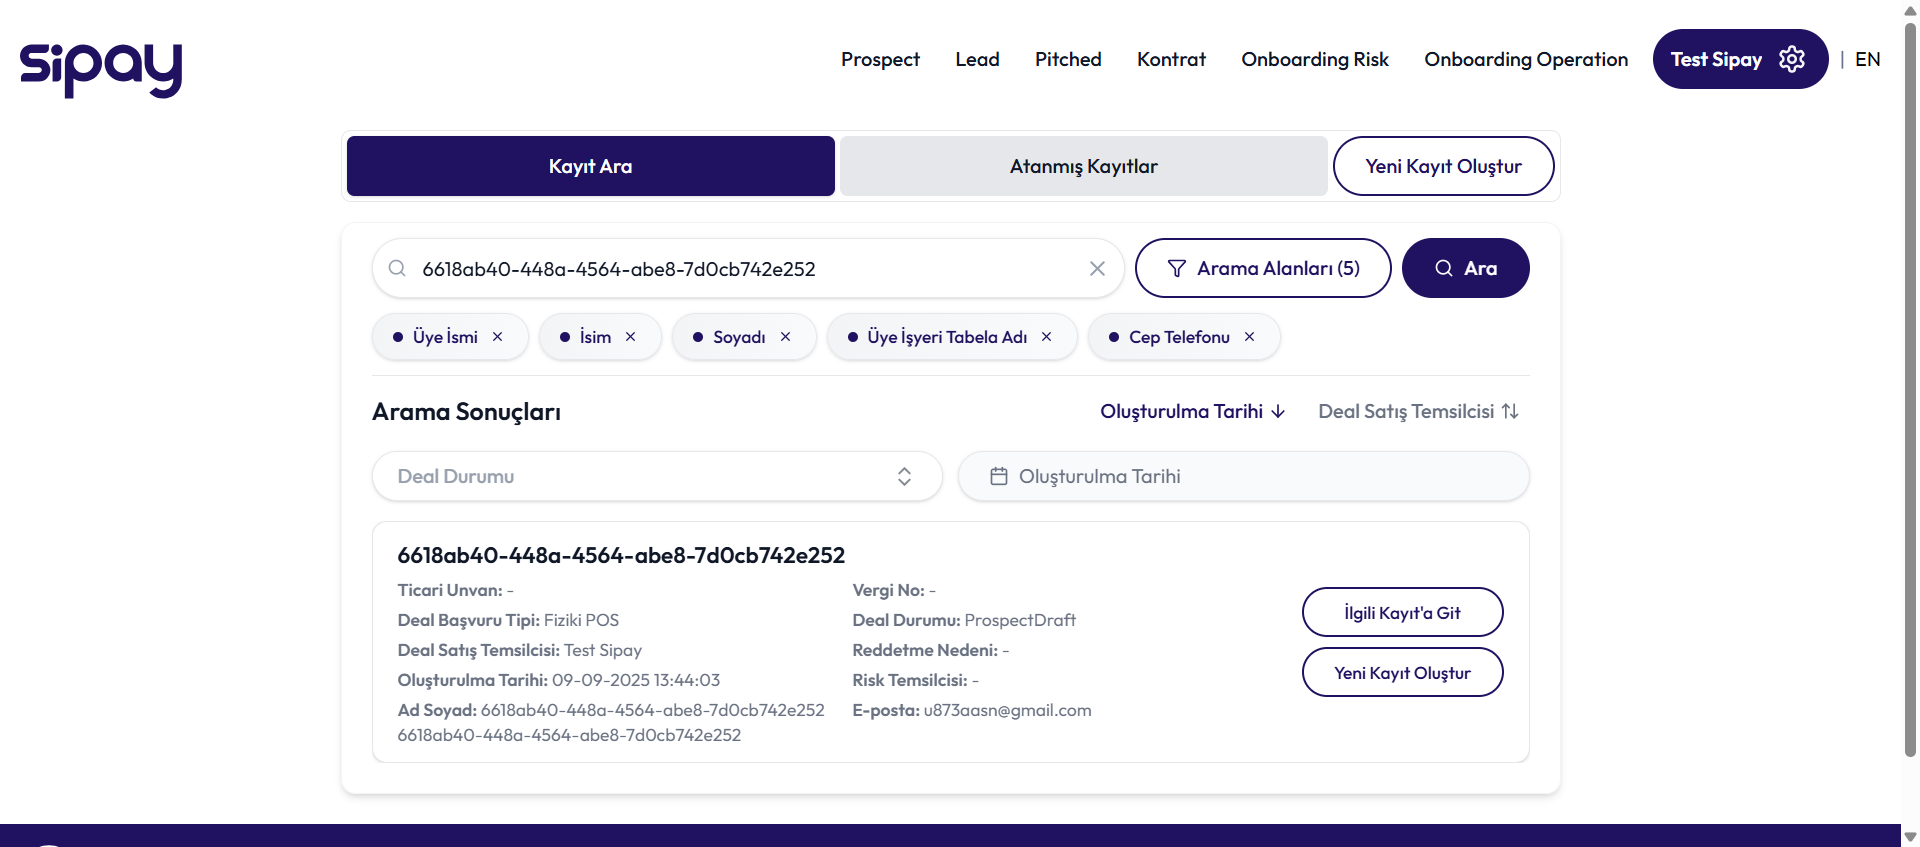 sipay
Prospect Lead Pitched Kontrat Onboarding Risk Onboarding Operation Test Sipay | EN
Kayıt Ara Atanmış Kayıtlar Yeni Kayıt Oluştur
6618ab40-448a-4564-abe8-7d0cb742e252 Arama Alanları (5) Ara
Üye İsmi İsim Soyadı Üye İşyeri Tabela Adı Cep Telefonu
Arama Sonuçları Oluşturulma Tarihi Deal Satış Temsilcisi
Deal Durumu Oluşturulma Tarihi
6618ab40-448a-4564-abe8-7d0cb742e252
Ticari Unvan: - Vergi No: -
Deal Başvuru Tipi: Fiziki POS Deal Durumu: ProspectDraft
Deal Satış Temsilcisi: Test Sipay Reddetme Nedeni: -
Oluşturulma Tarihi: 09-09-2025 13:44:03 Risk Temsilcisi: -
Ad Soyad: 6618ab40-448a-4564-abe8-7d0cb742e252 E-posta: u873aasn@gmail.com
6618ab40-448a-4564-abe8-7d0cb742e252
İlgili Kayıt'a Git
Yeni Kayıt Oluştur